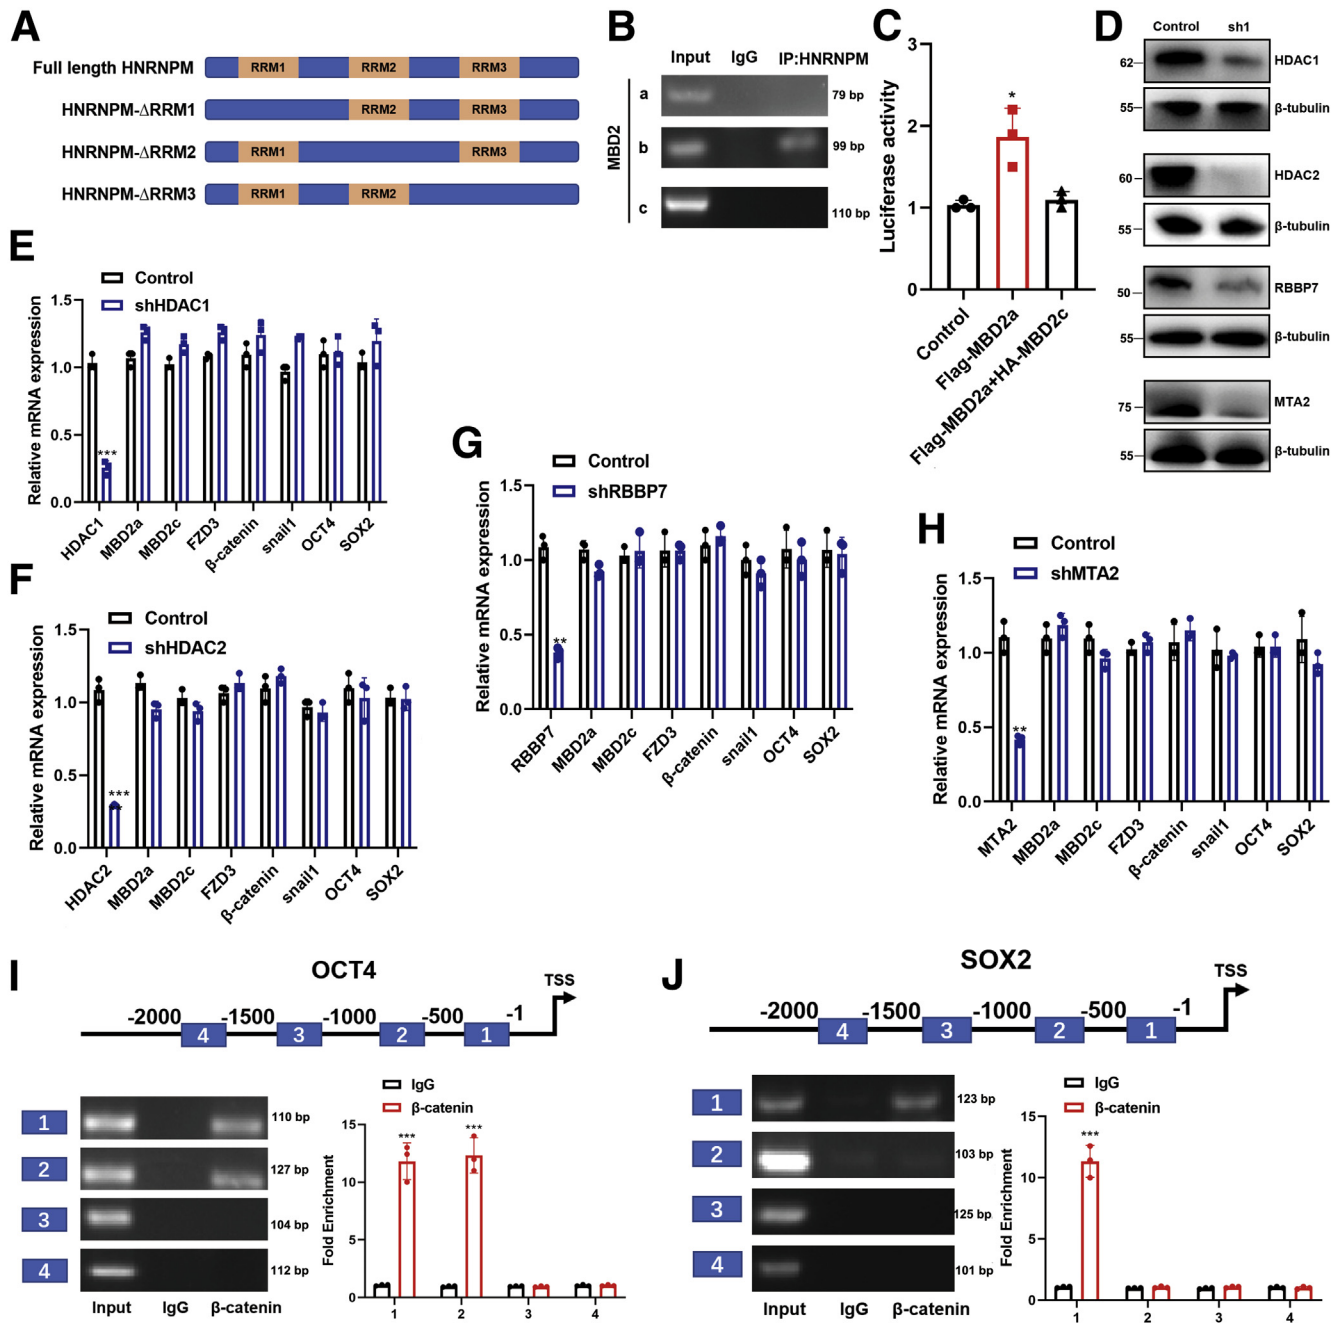 A
Full length HNRNPM
RRM1 RRM2 RRM3
HNRNPM-ΔRRM1
RRM2 RRM3
HNRNPM-ΔRRM2
RRM1 RRM3
HNRNPM-ΔRRM3
RRM1 RRM2
B
Input IgG IP:HNRNPM
MBD2
a 79 bp
b 99 bp
c 110 bp
C
Luciferase activity
3
2
1
0
*
Control
Flag-MBD2a
Flag-MBD2a+HA-MBD2c
D
Control sh1
62 HDAC1
55 β-tubulin
60 HDAC2
55 β-tubulin
50 RBBP7
55 β-tubulin
75 MTA2
55 β-tubulin
E
Control
shHDAC1
Relative mRNA expression
1.5
1.0
0.5
0.0
***
HDAC1 MBD2a MBD2c FZD3 β-catenin snail1 OCT4 SOX2
F
Control
shHDAC2
Relative mRNA expression
1.5
1.0
0.5
0.0
***
HDAC2 MBD2a MBD2c FZD3 β-catenin snail1 OCT4 SOX2
G
Control
shRBBP7
Relative mRNA expression
1.5
1.0
0.5
0.0
**
RBBP7 MBD2a MBD2c FZD3 β-catenin snail1 OCT4 SOX2
H
Control
shMTA2
Relative mRNA expression
1.5
1.0
0.5
0.0
**
MTA2 MBD2a MBD2c FZD3 β-catenin snail1 OCT4 SOX2
I
OCT4
TSS
-2000 -1500 -1000 -500 -1
4 3 2 1
1 110 bp
2 127 bp
3 104 bp
4 112 bp
Input IgG β-catenin
IgG
β-catenin
Fold Enrichment
15
10
5
0
*** ***
1 2 3 4
J
SOX2
TSS
-2000 -1500 -1000 -500 -1
4 3 2 1
1 123 bp
2 103 bp
3 125 bp
4 101 bp
Input IgG β-catenin
IgG
β-catenin
Fold Enrichment
15
10
5
0
***
1 2 3 4